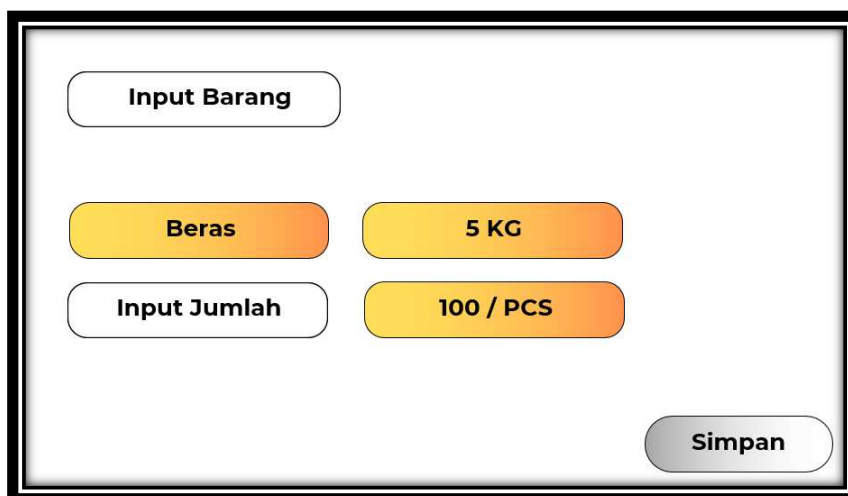 Input Barang
Beras
5 KG
Input Jumlah
100 / PCS
Simpan